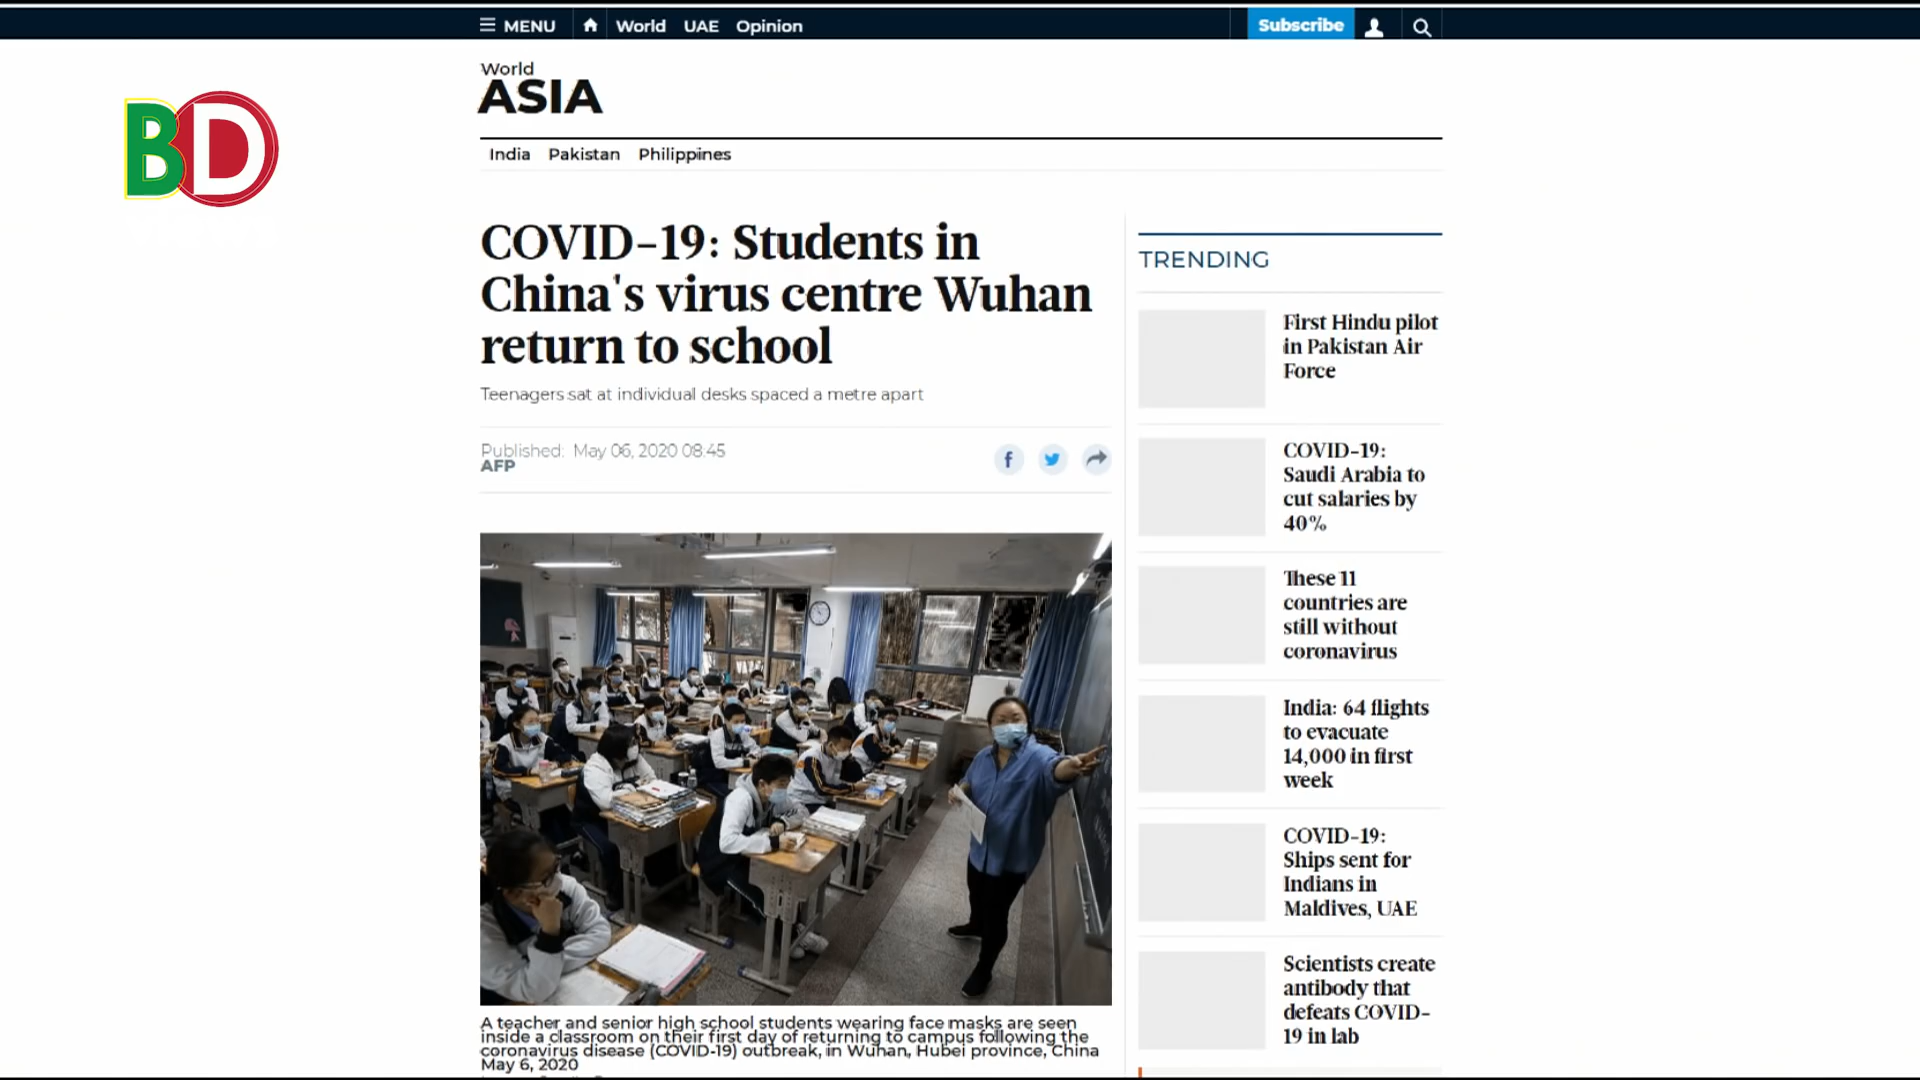 MENU World UAE Opinion Subscribe
World
ASIA
BD
India Pakistan Philippines
COVID-19: Students in
China's virus centre Wuhan
return to school
Teenagers sat at individual desks spaced a metre apart
Published: May 06, 2020 08:45
AFP
A teacher and senior high school students wearing face masks are seen
inside a classroom on their first day of returning to campus following the
coronavirus disease (COVID-19) outbreak, in Wuhan, Hubei province, China
May 6, 2020
TRENDING
First Hindu pilot
in Pakistan Air
Force
COVID-19:
Saudi Arabia to
cut salaries by
40%
These 11
countries are
still without
coronavirus
India: 64 flights
to evacuate
14,000 in first
week
COVID-19:
Ships sent for
Indians in
Maldives, UAE
Scientists create
antibody that
defeats COVID-
19 in lab